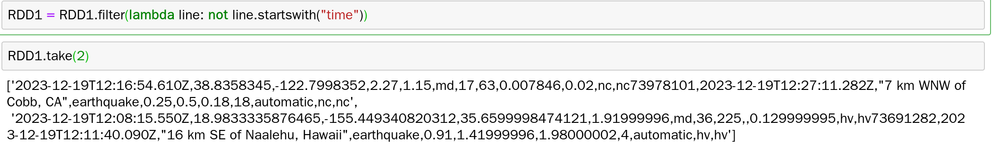 RDD1 = RDD1.filter(lambda line: not line.startswith("time"))
RDD1.take(2)
['2023-12-19T12:16:54.610Z,38.8358345,-122.7998352,2.27,1.15,md,17,63,0.007846,0.02,nc,nc73978101,2023-12-19T12:27:11.282Z,"7 km WNW of
Cobb, CA",earthquake,0.25,0.5,0.18,18,automatic,nc,nc',
'2023-12-19T12:08:15.550Z,18.9833335876465,-155.449340820312,35.6599998474121,1.91999996,md,36,225,,0.129999995,hv,hv73691282,202
3-12-19T12:11:40.090Z,"16 km SE of Naalehu, Hawaii",earthquake,0.91,1.41999996,1.98000002,4,automatic,hv,hv']